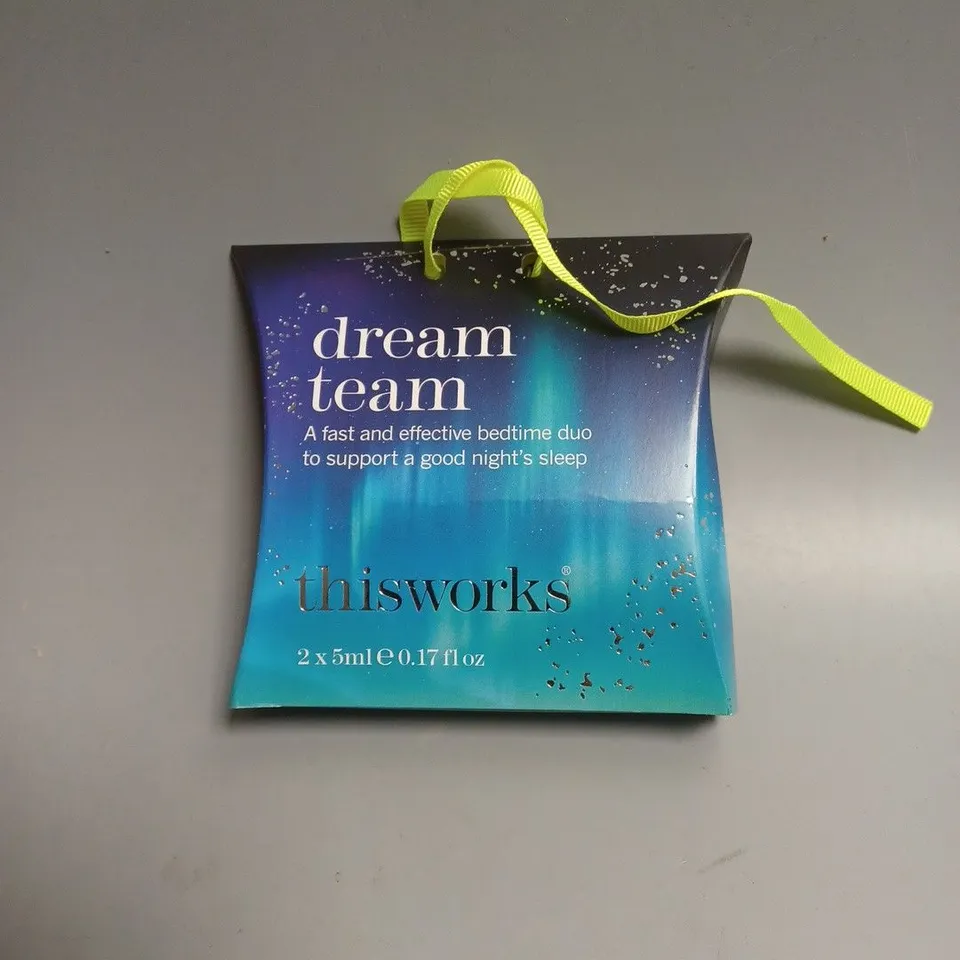 dream
team
A fast and effective bedtime duo
to support a good night's sleep
thisworks®
2 x 5ml ℮ 0.17 fl oz